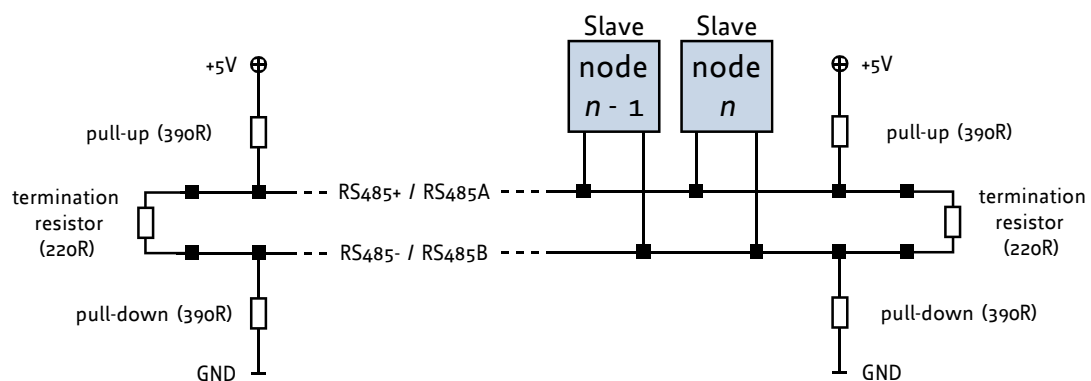 Slave
Slave
node
n - 1
node
n
+5V
+5V
pull-up (390R)
pull-up (390R)
termination
resistor
(220R)
RS485+ / RS485A
termination
resistor
(220R)
RS485- / RS485B
pull-down (390R)
pull-down (390R)
GND
GND